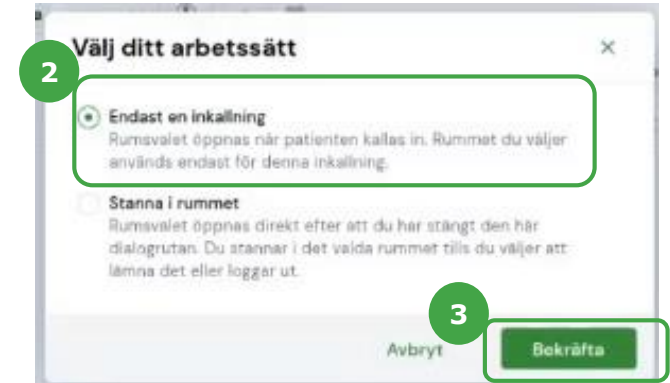 Välj ditt arbetssätt
2
Endast en inkallning
Rumsvalet öppnas när patienten kallas in. Rummet du väljer
används endast för denna inkallning.
Stanna i rummet
Rumsvalet öppnas direkt efter att du har stängt den här
dialogrutan. Du stannar i det valda rummet tills du väljer att
lämna det eller loggar ut.
3
Avbryt
Bekräfta